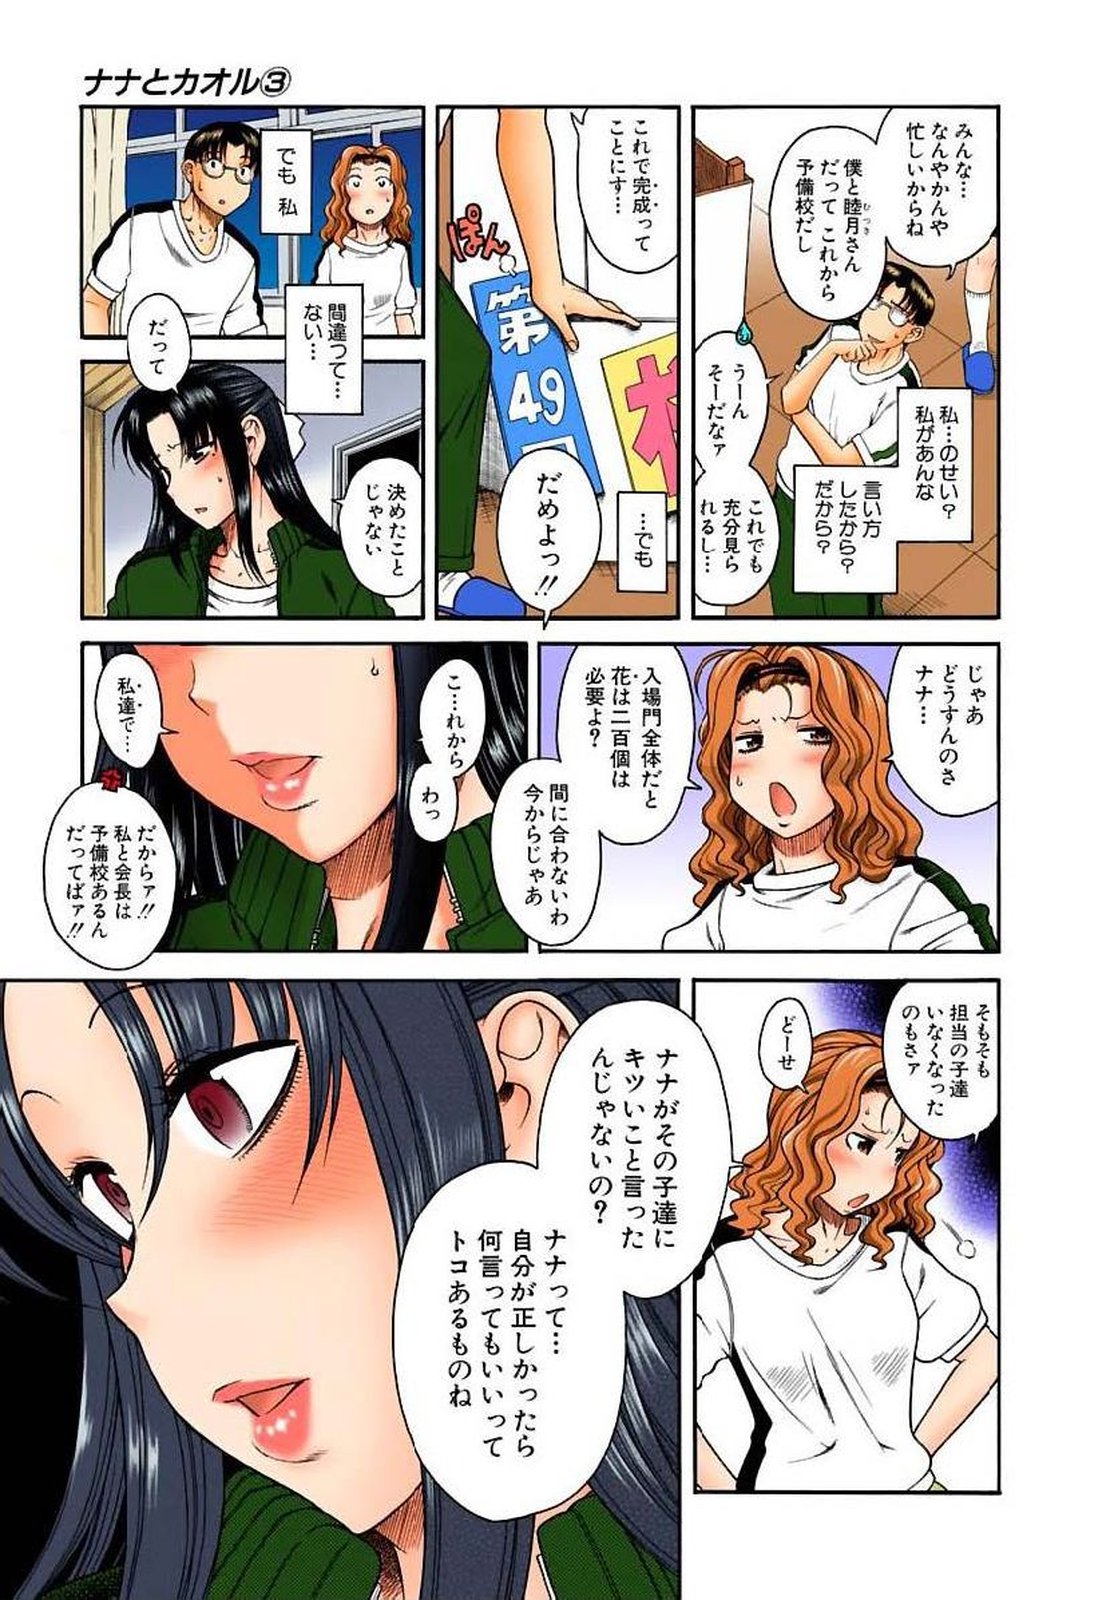 ナナとカオル③
みんな…
なんやかんや
忙しいからね
僕と睦月さん
むつき
だって これから
予備校だし
私…のせい?
私があんな
言い方
したから?
だから?
うーん
そーだなァ
これでも
充分見ら
れるし…
これで完成って
ことにす…
ぽん
第49回
校
…でも
だめよっ!!
でも 私
間違って…
ない…
だって
決めたこと
じゃない
じゃあ
どうすんのさ
ナナ…
入場門全体だと
花は二百個は
必要よ?
間に合わないわ
今からじゃあ
こ…れから
わっ
私達で…
だからァ!!
私と会長は
予備校あるん
だってばァ!!
そもそも
担当の子達
いなくなった
のもさァ
どーせ
ナナがその子達に
キツいこと言った
んじゃないの?
ナナって…
自分が正しかったら
何言ってもいいって
トコあるものね